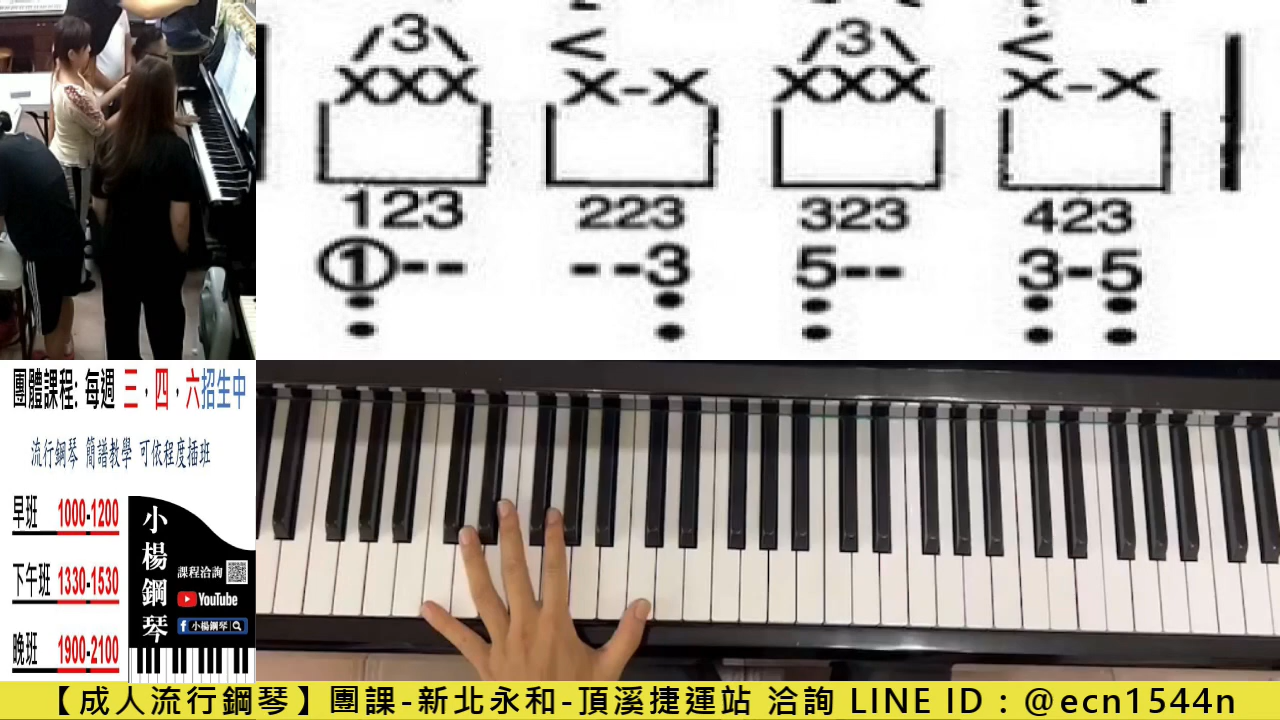 3 < 3 <
XXX X-X XXX X-X
123 223 323 423
1-- --3 5-- 3-5
團體課程: 每週 三 · 四 · 六招生中
流行鋼琴 簡譜教學 可依程度插班
早班 1000-1200
下午班 1330-1530
晚班 1900-2100
小楊鋼琴
課程洽詢
YouTube
f 小楊鋼琴
【成人流行鋼琴】團課-新北永和-頂溪捷運站 洽詢 LINE ID : @ecn1544n